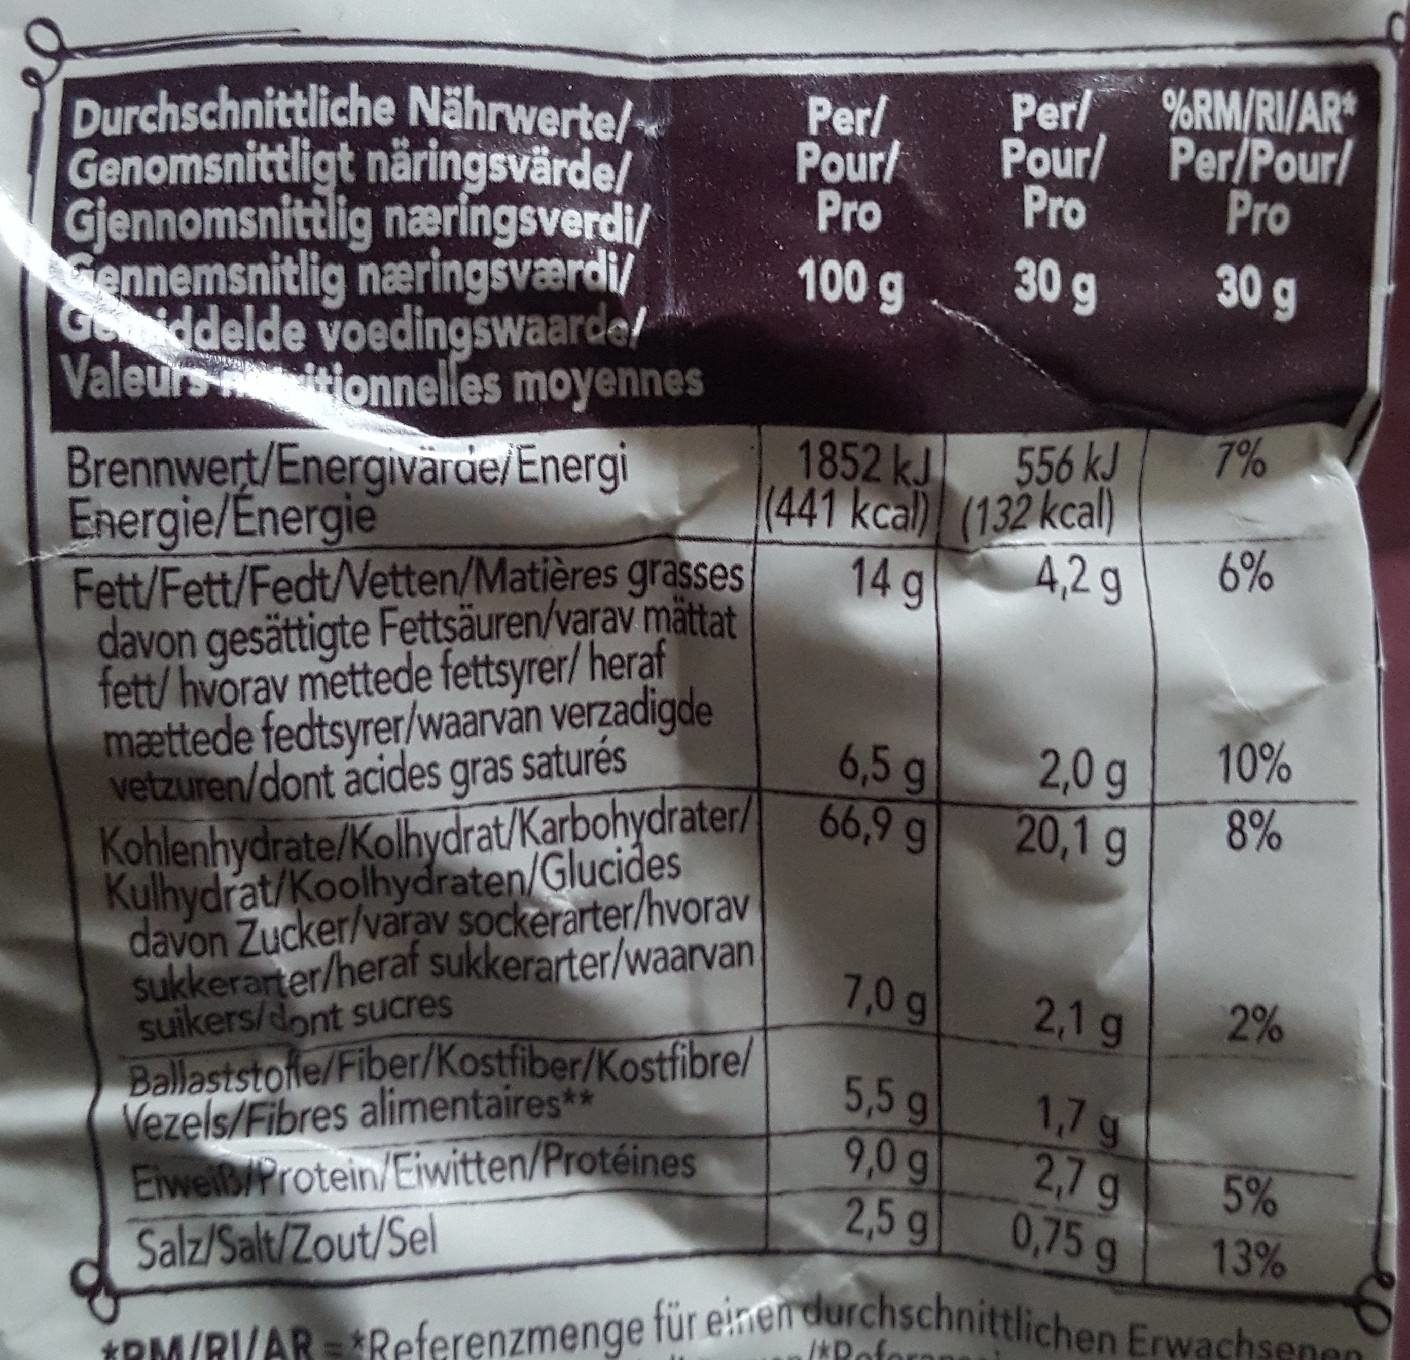 Durchschnittliche Nährwerte/ Per/ Per/ %RM/RI/AR*
Genomsnittligt näringsvärde/ Pour/ Pour/ Per/Pour/
Gjennomsnittlig næringsverdi/ Pro Pro Pro
Gennemsnitlig næringsværdi/ 100 g 30 g 30 g
Gemiddelde voedingswaarde/
Valeurs moyennes
Brennwert/Energivärde/Energi 1852 kJ 556 kJ 7%
Energie/Énergie (441 kcal) (132 kcal)
Fett/Fett/Fedt/Vetten/Matières grasses 14 g 4,2 g 6%
davon gesättigte Fettsäuren/varav mättat
fett/ hvorav mettede fettsyrer/ heraf
mættede fedtsyrer/waarvan verzadigde
vetzuren/dont acides gras saturés 6,5 g 2,0 g 10%
Kohlenhydrate/Kolhydrat/Karbohydrater/ 66,9 g 20,1 g 8%
Kulhydrat/Koolhydraten/Glucides
davon Zucker/varav sockerarter/hvorav
sukkerarter/heraf sukkerarter/waarvan
suikers/dont sucres 7,0 g 2,1 g 2%
Ballaststoffe/Fiber/Kostfiber/Kostfibre/
Vezels/Fibres alimentaires** 5,5 g 1,7 g
Eiweiß/Protein/Eiwitten/Protéines 9,0 g 2,7 g 5%
Salz/Salt/Zout/Sel 2,5 g 0,75 g 13%
*RM/RI/AR = *Referenzmenge für einen durchschnittlichen Erwachsenen